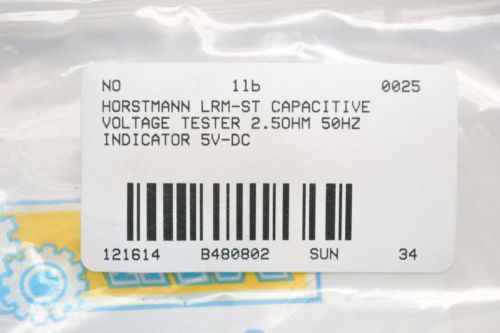 NO 1lb 0025
HORSTMANN LRM-ST CAPACITIVE
VOLTAGE TESTER 2.5OHM 50HZ
INDICATOR 5V-DC
121614 B480802 SUN 34